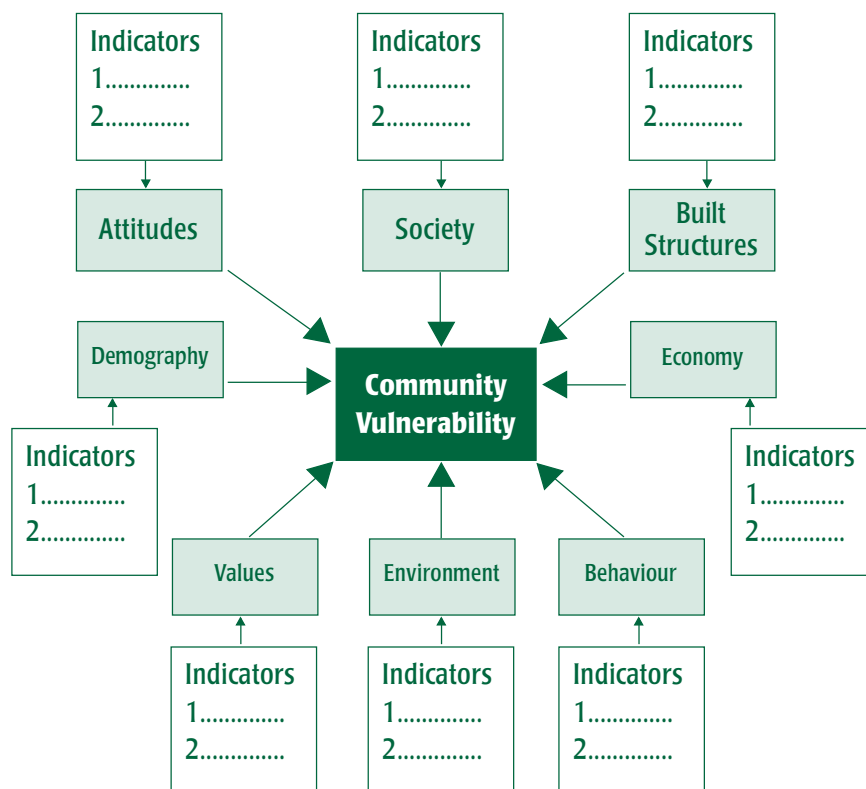 Indicators
1..............
2..............
Indicators
1..............
2..............
Indicators
1..............
2..............
Attitudes
Society
Built
Structures
Demography
Community
Vulnerability
Economy
Indicators
1..............
2..............
Indicators
1..............
2..............
Values
Environment
Behaviour
Indicators
1..............
2..............
Indicators
1..............
2..............
Indicators
1..............
2..............